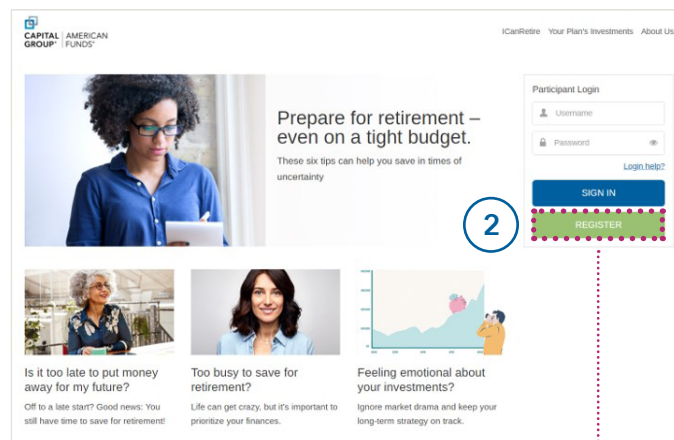 CAPITAL GROUP® | AMERICAN FUNDS®
ICanRetire Your Plan's Investments About Us
Prepare for retirement –
even on a tight budget.
These six tips can help you save in times of
uncertainty
Participant Login
Username
Password
Login help?
SIGN IN
2
REGISTER
Is it too late to put money
away for my future?
Off to a late start? Good news: You
still have time to save for retirement!
Too busy to save for
retirement?
Life can get crazy, but it's important to
prioritize your finances.
Feeling emotional about
your investments?
Ignore market drama and keep your
long-term strategy on track.